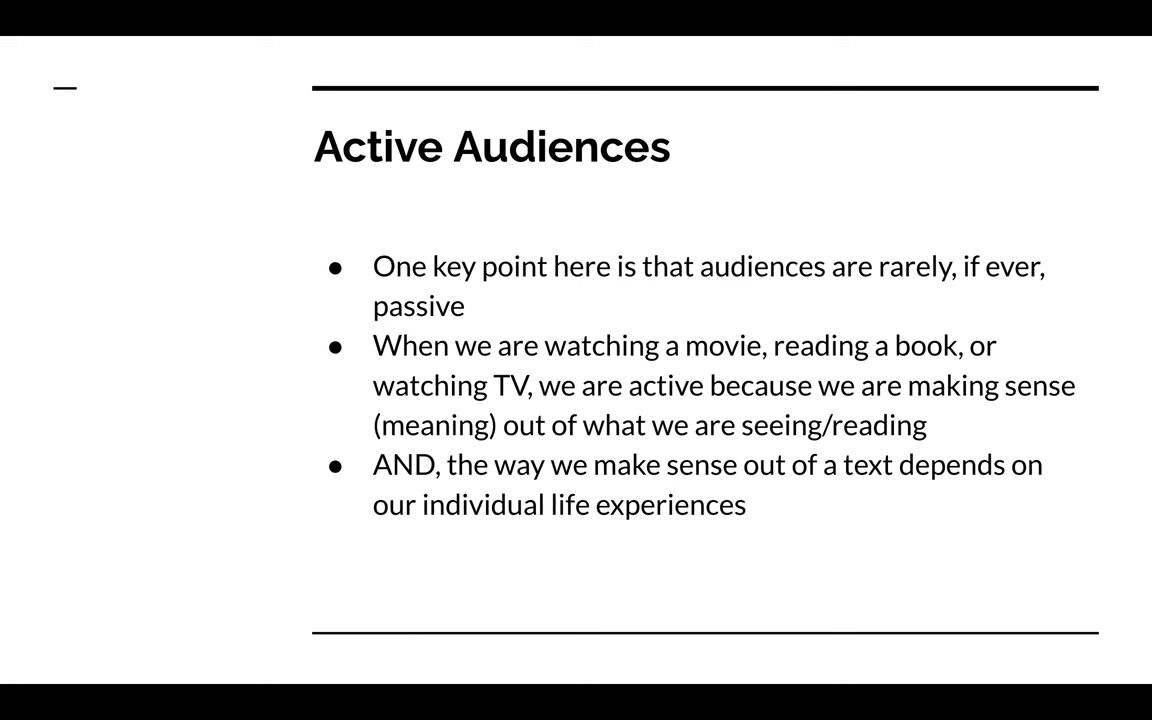 Active Audiences
● One key point here is that audiences are rarely, if ever,
passive
● When we are watching a movie, reading a book, or
watching TV, we are active because we are making sense
(meaning) out of what we are seeing/reading
● AND, the way we make sense out of a text depends on
our individual life experiences